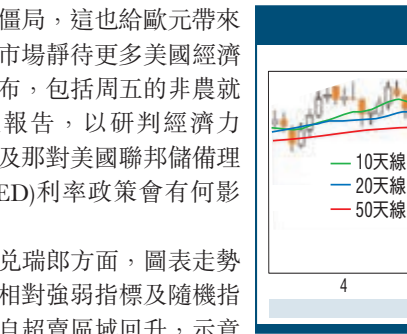 僵局，這也給歐元帶來
市場靜待更多美國經濟
布，包括周五的非農就
報告，以研判經濟力
及那對美國聯邦儲備理
ED)利率政策會有何影
兌瑞郎方面，圖表走勢
相對強弱指標及隨機指
自超賣區域回升，示意
10天線
20天線
50天線
4